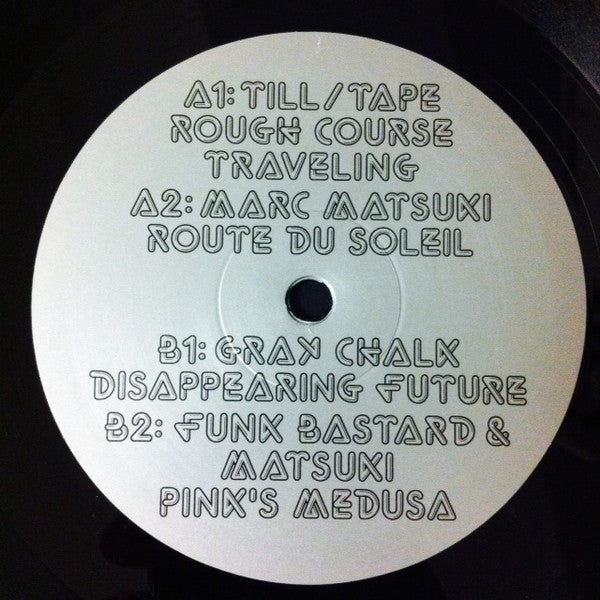 A1: TILL/TAPE
ROUGH COURSE
TRAVELING
A2: MARC MATSUKI
ROUTE DU SOLEIL
B1: GRAY CHALK
DISAPPEARING FUTURE
B2: FUNK BASTARD &
MATSUKI
PINK'S MEDUSA